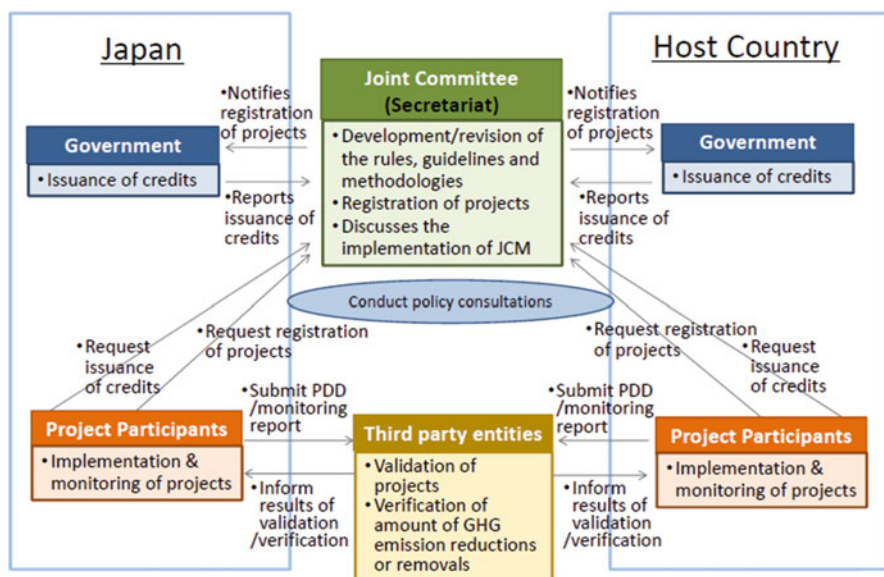 Japan
Host Country
Joint Committee
(Secretariat)
•Development/revision of
the rules, guidelines and
methodologies
•Registration of projects
•Discusses the
implementation of JCM
•Notifies
registration
of projects
•Notifies
registration
of projects
Government
•Issuance of credits
Government
•Issuance of credits
•Reports
issuance of
credits
•Reports
issuance of
credits
Conduct policy consultations
•Request
issuance
of credits
•Request registration
of projects
•Request registration
of projects
•Request
issuance
of credits
•Submit PDD
/monitoring
report
•Submit PDD
/monitoring
report
Project Participants
•Implementation &
monitoring of projects
Third party entities
•Validation of
projects
•Verification of
amount of GHG
emission reductions
or removals
Project Participants
•Implementation &
monitoring of projects
•Inform
results of
validation
/verification
•Inform
results of
validation
/verification